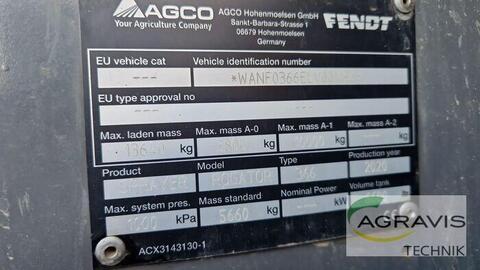 AGCO
Your Agriculture Company
AGCO Hohenmoelsen GmbH
Sankt-Barbara-Strasse 1
06679 Hohenmoelsen
Germany
FENDT
EU vehicle cat
Vehicle identification number
---
EU type approval no
---
Max. laden mass
Max. mass A-0
Max. mass A-1
Max. mass A-2
kg
kg
kg
kg
Product
Model
Type
Production year
ROGATOR
366
2020
Max. system pres.
Mass standard
Nominal Power
Volume tank
kPa
5660 kg
kW
ACX3143130-1
AGRAVIS
TECHNIK